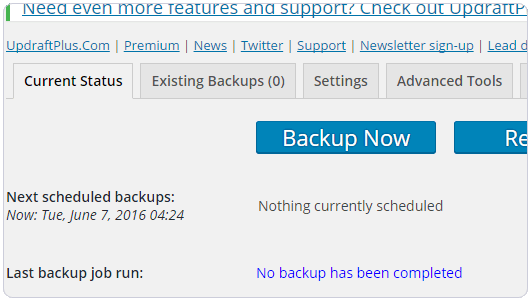 Need even more features and support? Check out UpdraftP
UpdraftPlus.Com | Premium | News | Twitter | Support | Newsletter sign-up | Lead d
Current Status Existing Backups (0) Settings Advanced Tools
Backup Now Re
Next scheduled backups: Nothing currently scheduled
Now: Tue, June 7, 2016 04:24
Last backup job run: No backup has been completed